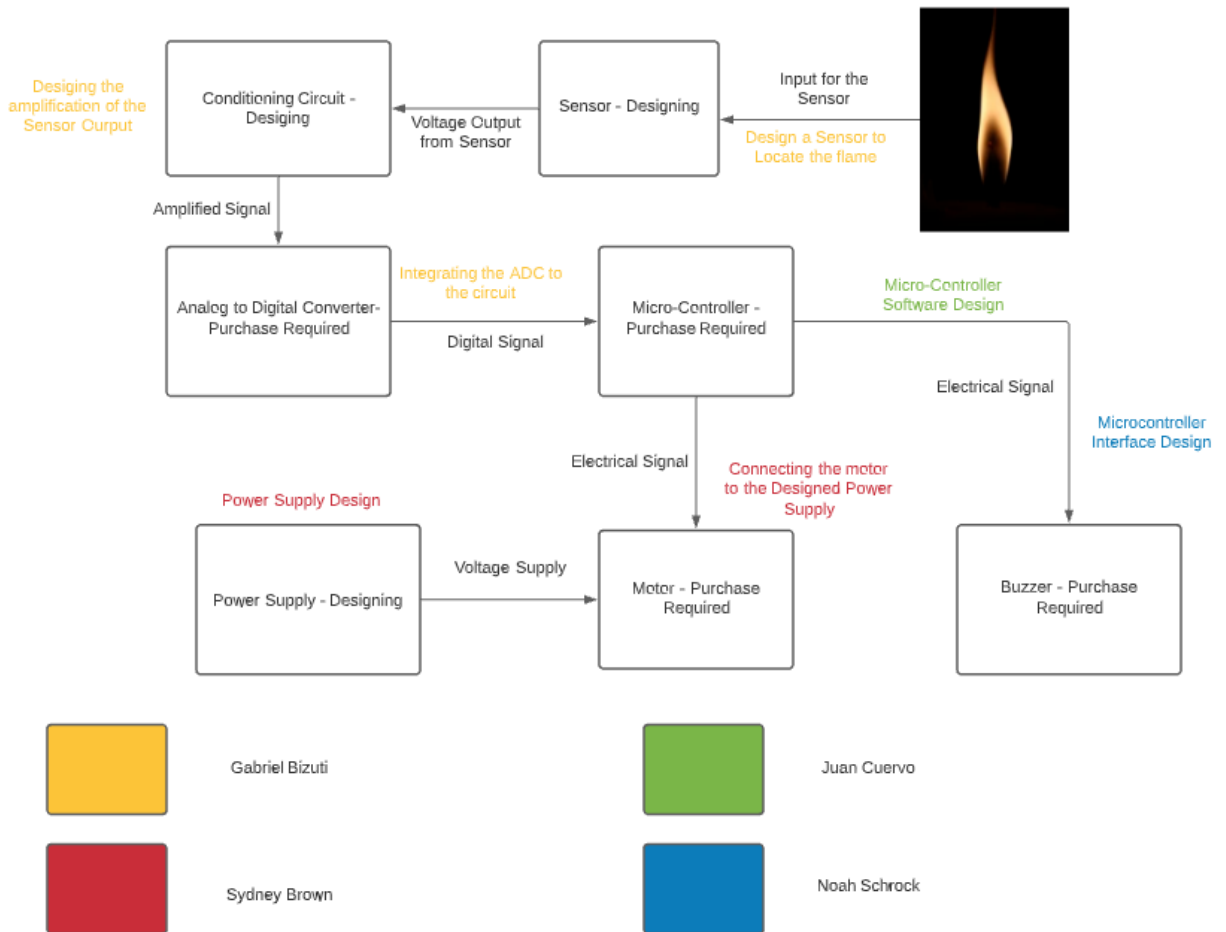 Desiging the
amplification of the
Sensor Ourput
Conditioning Circuit -
Desiging
Voltage Output
from Sensor
Sensor - Designing
Input for the
Sensor
Design a Sensor to
Locate the flame
Amplified Signal
Analog to Digital Converter-
Purchase Required
Integrating the ADC to
the circuit
Digital Signal
Micro-Controller -
Purchase Required
Micro-Controller
Software Design
Electrical Signal
Microcontroller
Interface Design
Electrical Signal
Connecting the motor
to the Designed Power
Supply
Power Supply Design
Power Supply - Designing
Voltage Supply
Motor - Purchase
Required
Buzzer - Purchase
Required
Gabriel Bizuti
Juan Cuervo
Sydney Brown
Noah Schrock